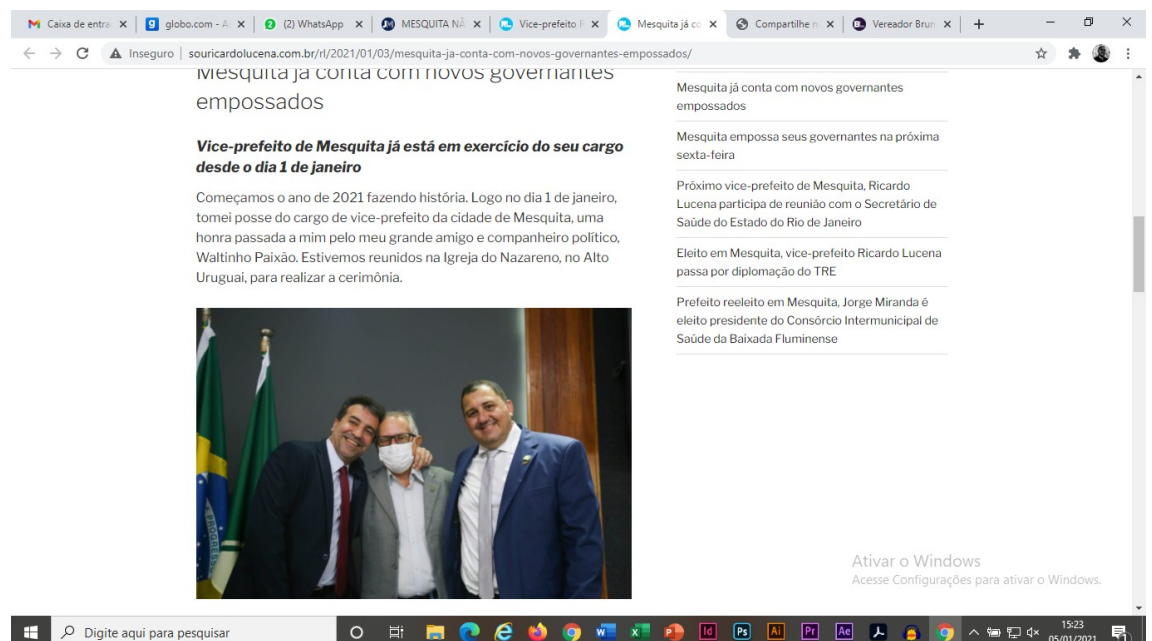 Caixa de entra
globo.com - A
(2) WhatsApp
MESQUITA NÃ
Vice-prefeito R
Mesquita já co
Compartilhe n
Vereador Brun
Inseguro
souricardolucena.com.br/rl/2021/01/03/mesquita-ja-conta-com-novos-governantes-empossados/
Mesquita já conta com novos governantes
empossados
Vice-prefeito de Mesquita já está em exercício do seu cargo
desde o dia 1 de janeiro
Começamos o ano de 2021 fazendo história. Logo no dia 1 de janeiro,
tomei posse do cargo de vice-prefeito da cidade de Mesquita, uma
honra passada a mim pelo meu grande amigo e companheiro político,
Waltinho Paixão. Estivemos reunidos na Igreja do Nazareno, no Alto
Uruguai, para realizar a cerimônia.
Mesquita já conta com novos governantes
empossados
Mesquita empossa seus governantes na próxima
sexta-feira
Próximo vice-prefeito de Mesquita, Ricardo
Lucena participa de reunião com o Secretário de
Saúde do Estado do Rio de Janeiro
Eleito em Mesquita, vice-prefeito Ricardo Lucena
passa por diplomação do TRE
Prefeito reeleito em Mesquita, Jorge Miranda é
eleito presidente do Consórcio Intermunicipal de
Saúde da Baixada Fluminense
Ativar o Windows
Acesse Configurações para ativar o Windows.
Digite aqui para pesquisar
Id
Ps
Ai
Pr
Ae
15:23
05/01/2021